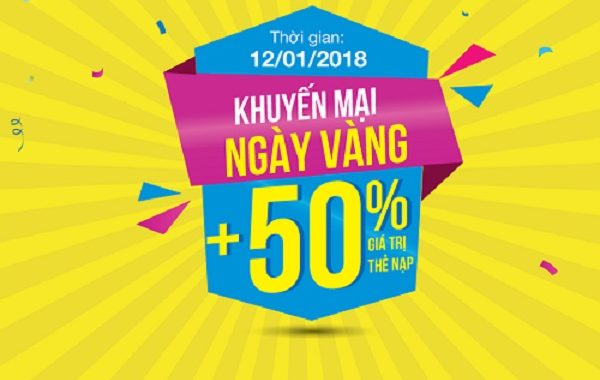 Thời gian:
12/01/2018
KHUYẾN MẠI
NGÀY VÀNG
+50%
GIÁ TRỊ
THẺ NẠP